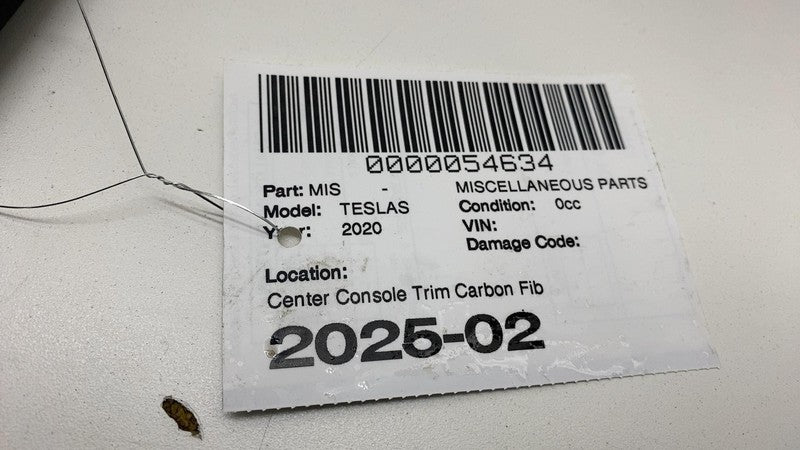 0000054634
Part: MIS - MISCELLANEOUS PARTS
Model: TESLAS Condition: 0cc
Year: 2020 VIN:
Damage Code:
Location:
Center Console Trim Carbon Fib
2025-02